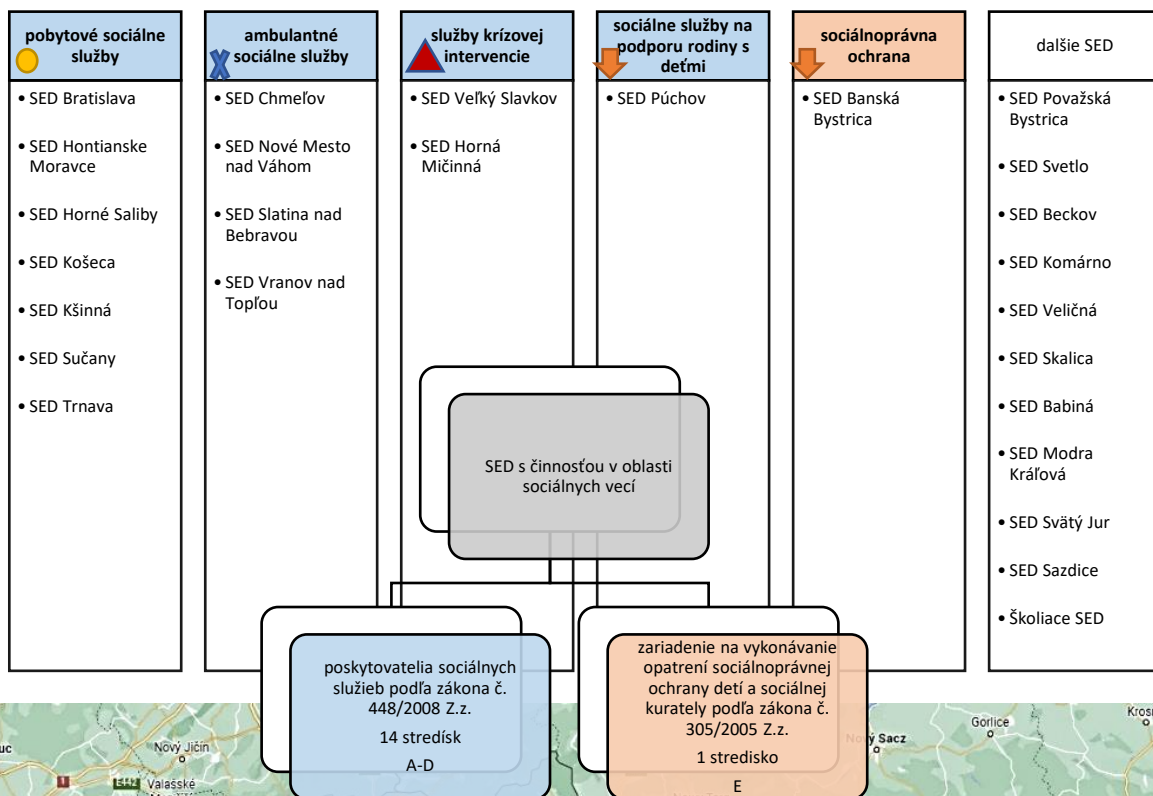 pobytové sociálne
služby
• SED Bratislava
• SED Hontianske
Moravce
• SED Horné Saliby
• SED Košeca
• SED Kšinná
• SED Sučany
• SED Trnava
ambulantné
sociálne služby
• SED Chmeľov
• SED Nové Mesto
nad Váhom
• SED Slatina nad
Bebravou
• SED Vranov nad
Topľou
služby krízovej
intervencie
• SED Veľký Slavkov
• SED Horná
Mičinná
sociálne služby na
podporu rodiny s
deťmi
• SED Púchov
sociálnoprávna
ochrana
• SED Banská
Bystrica
dalšie SED
• SED Považská
Bystrica
• SED Svetlo
• SED Beckov
• SED Komárno
• SED Veličná
• SED Skalica
• SED Babiná
• SED Modra
Kráľová
• SED Svätý Jur
• SED Sazdice
• Školiace SED
SED s činnosťou v oblasti
sociálnych vecí
poskytovatelia sociálnych
služieb podľa zákona č.
448/2008 Z.z.
14 stredísk
A-D
zariadenie na vykonávanie
opatrení sociálnoprávnej
ochrany detí a sociálnej
kurately podľa zákona č.
305/2005 Z.z.
1 stredisko
E
uc
Nový Jičín
1
E442
Valašské
Nowy Sacz
Gorlice
Kros